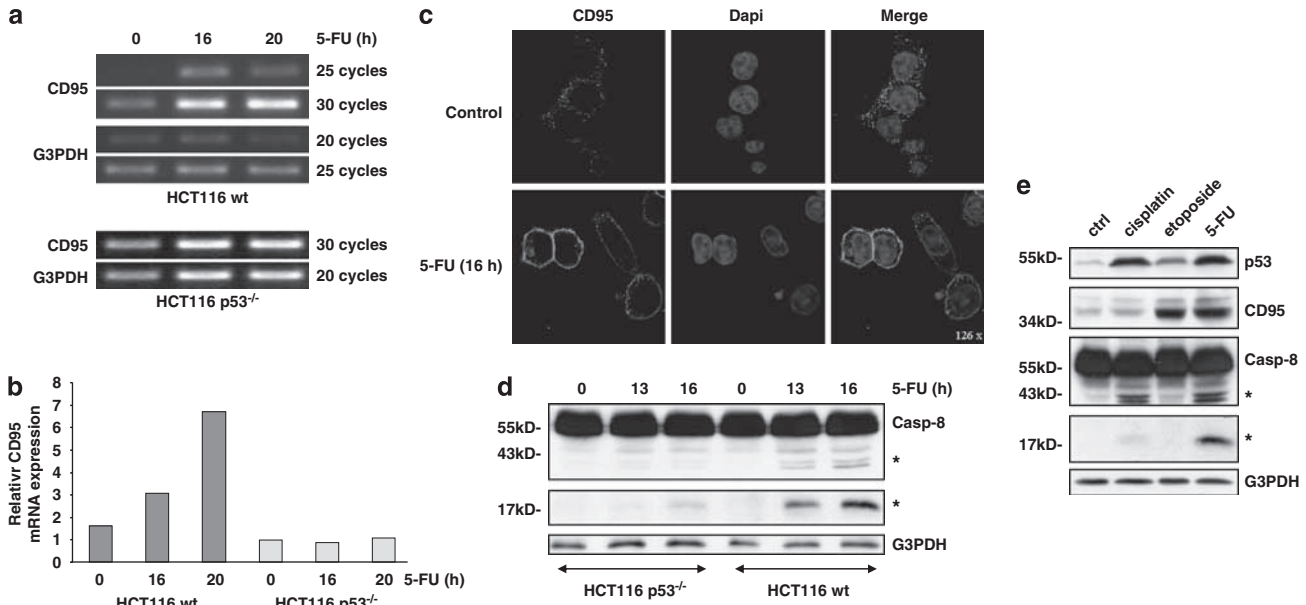 a
0 16 20 5-FU (h)
CD95
25 cycles
30 cycles
G3PDH
20 cycles
25 cycles
HCT116 wt
CD95 30 cycles
G3PDH 20 cycles
HCT116 p53-/-
b
Relativr CD95
mRNA expression
8
7
6
5
4
3
2
1
0
0 16 20 0 16 20 5-FU (h)
HCT116 wt HCT116 p53-/-
c
CD95 Dapi Merge
Control
5-FU (16 h)
126 x
d
0 13 16 0 13 16 5-FU (h)
55kD- Casp-8
43kD-
*
17kD- *
G3PDH
HCT116 p53-/- HCT116 wt
e
ctrl cisplatin etoposide 5-FU
55kD- p53
CD95
34kD-
Casp-8
55kD-
43kD- *
17kD- *
G3PDH